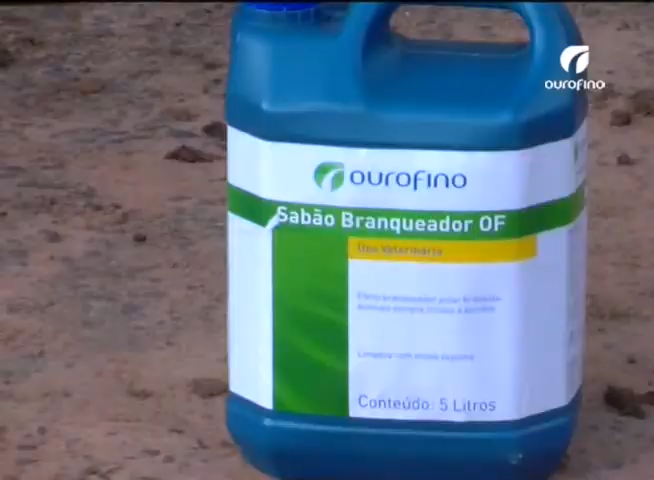 ourofino
ourofino
Sabão Branqueador OF
Uso Veterinário
Conteúdo: 5 Litros